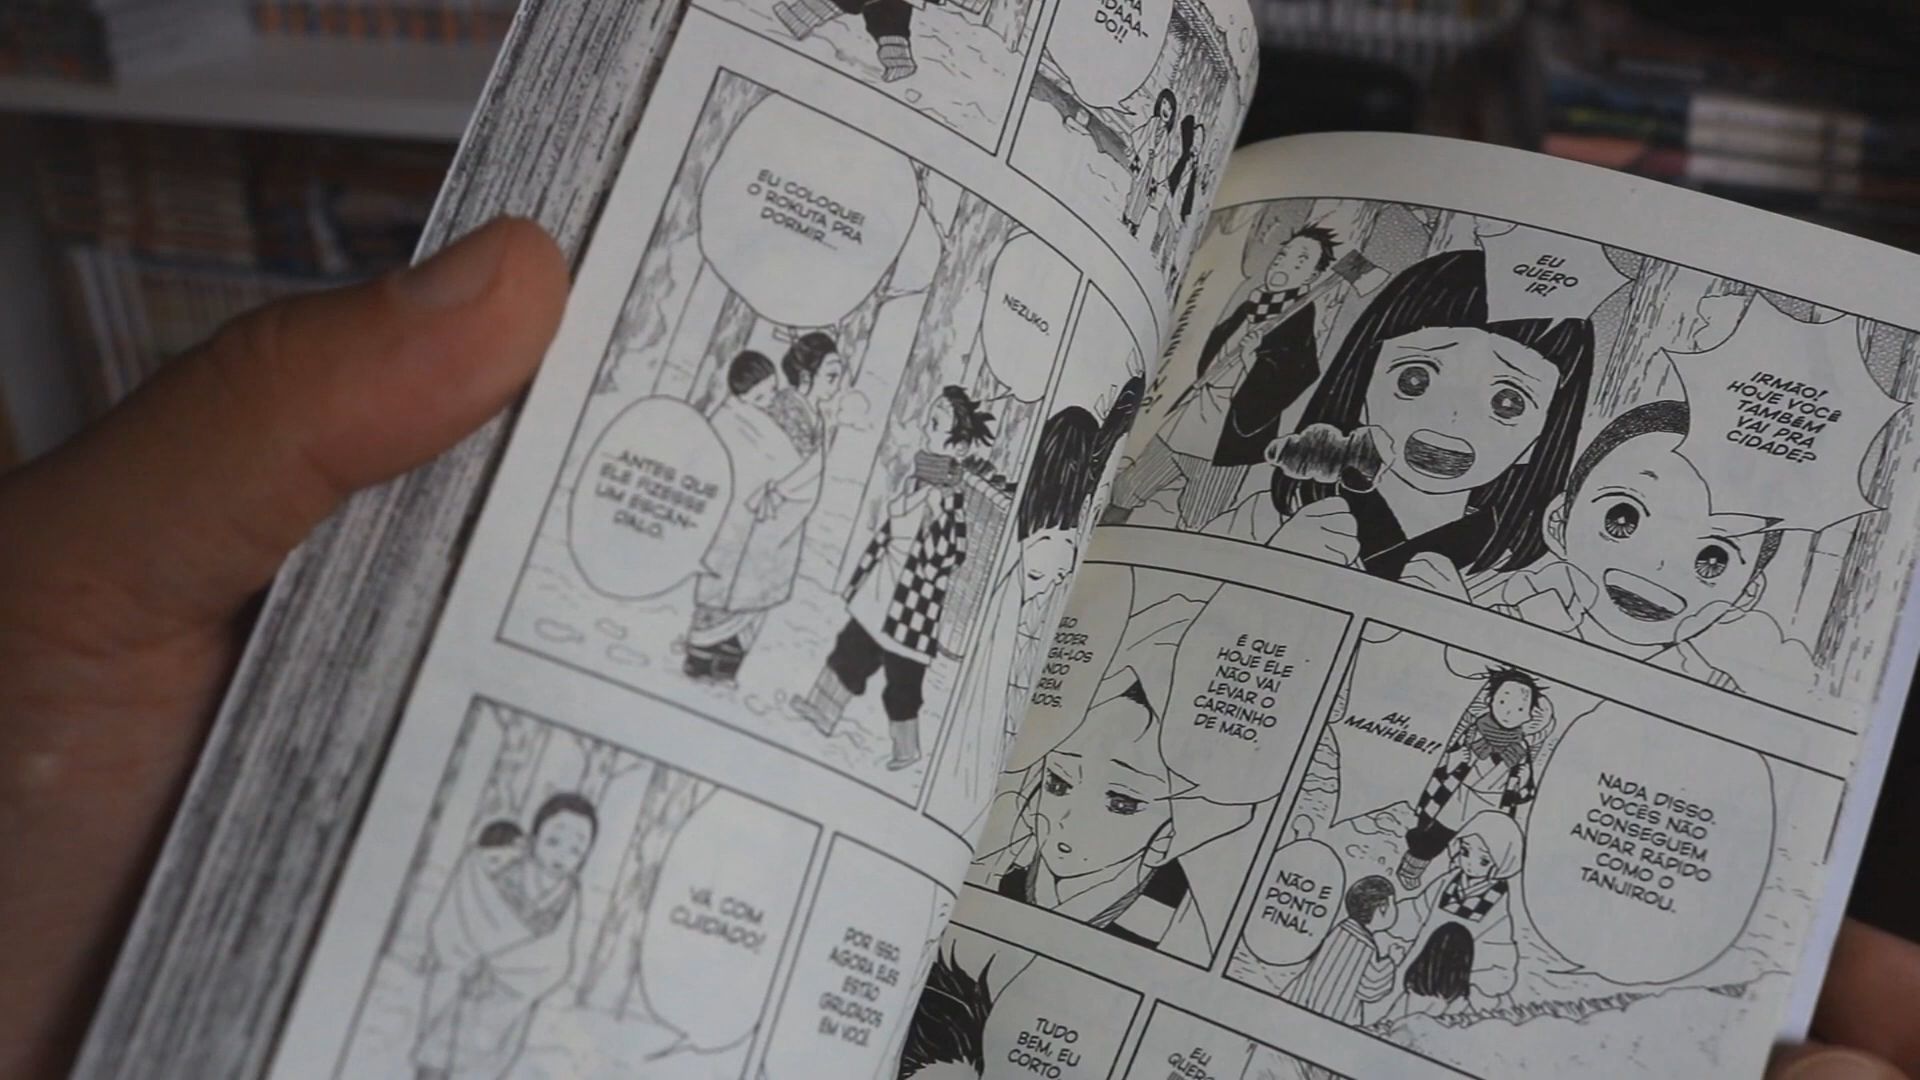 DAAA-
DO!!
EU COLOQUEI
O ROKUTA PRA
DORMIR...
NEZUKO.
...ANTES QUE
ELE FIZESSE
UM ESCÂN-
DALO.
VÁ COM
CUIDADO!
POR ISSO,
AGORA ELES
ESTÃO
GRUDADOS
EM VOCÊ.
EU
QUERO
IR!
IRMÃO!
HOJE VOCÊ
TAMBÉM
VAI PRA
CIDADE?
É QUE
HOJE ELE
NÃO VAI
LEVAR O
CARRINHO
DE MÃO.
AH,
MANHÊÊÊ!!
NADA DISSO.
VOCÊS NÃO
CONSEGUEM
ANDAR RÁPIDO
COMO O
TANJIROU.
NÃO E
PONTO
FINAL.
TUDO
BEM, EU
CORTO
EU
QUERO